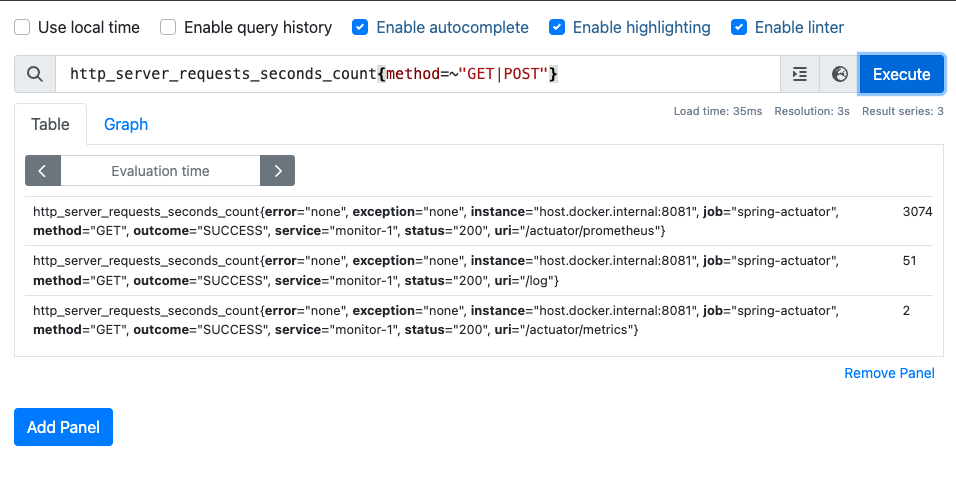 Use local time Enable query history Enable autocomplete Enable highlighting Enable linter
http_server_requests_seconds_count{method=~"GET|POST"} Execute
Load time: 35ms Resolution: 3s Result series: 3
Table Graph
Evaluation time
http_server_requests_seconds_count{error="none", exception="none", instance="host.docker.internal:8081", job="spring-actuator", 3074
method="GET", outcome="SUCCESS", service="monitor-1", status="200", uri="/actuator/prometheus"}
http_server_requests_seconds_count{error="none", exception="none", instance="host.docker.internal:8081", job="spring-actuator", 51
method="GET", outcome="SUCCESS", service="monitor-1", status="200", uri="/log"}
http_server_requests_seconds_count{error="none", exception="none", instance="host.docker.internal:8081", job="spring-actuator", 2
method="GET", outcome="SUCCESS", service="monitor-1", status="200", uri="/actuator/metrics"}
Remove Panel
Add Panel